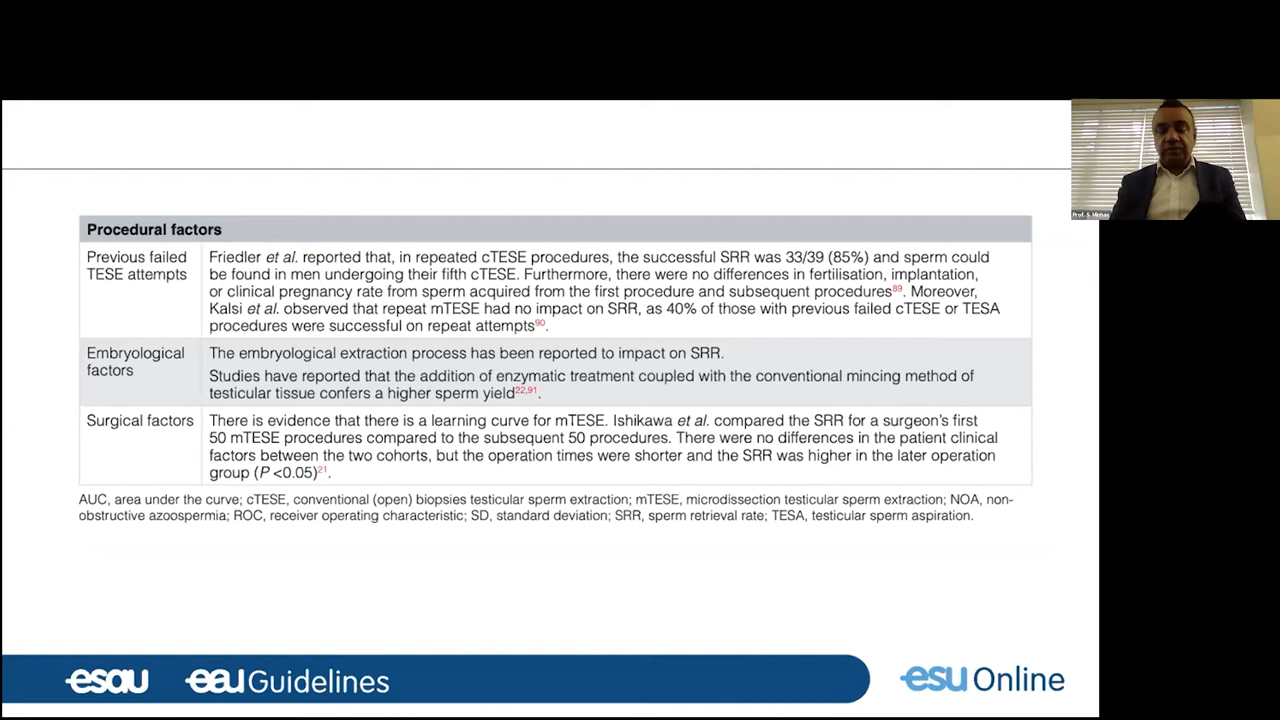 Prof. S. Minhas
Procedural factors
Previous failed
TESE attempts
Friedler et al. reported that, in repeated cTESE procedures, the successful SRR was 33/39 (85%) and sperm could
be found in men undergoing their fifth cTESE. Furthermore, there were no differences in fertilisation, implantation,
or clinical pregnancy rate from sperm acquired from the first procedure and subsequent procedures89. Moreover,
Kalsi et al. observed that repeat mTESE had no impact on SRR, as 40% of those with previous failed cTESE or TESA
procedures were successful on repeat attempts90.
Embryological
factors
The embryological extraction process has been reported to impact on SRR.
Studies have reported that the addition of enzymatic treatment coupled with the conventional mincing method of
testicular tissue confers a higher sperm yield22,91.
Surgical factors
There is evidence that there is a learning curve for mTESE. Ishikawa et al. compared the SRR for a surgeon's first
50 mTESE procedures compared to the subsequent 50 procedures. There were no differences in the patient clinical
factors between the two cohorts, but the operation times were shorter and the SRR was higher in the later operation
group (P <0.05)21.
AUC, area under the curve; cTESE, conventional (open) biopsies testicular sperm extraction; mTESE, microdissection testicular sperm extraction; NOA, non-
obstructive azoospermia; ROC, receiver operating characteristic; SD, standard deviation; SRR, sperm retrieval rate; TESA, testicular sperm aspiration.
esau eau Guidelines
esu Online